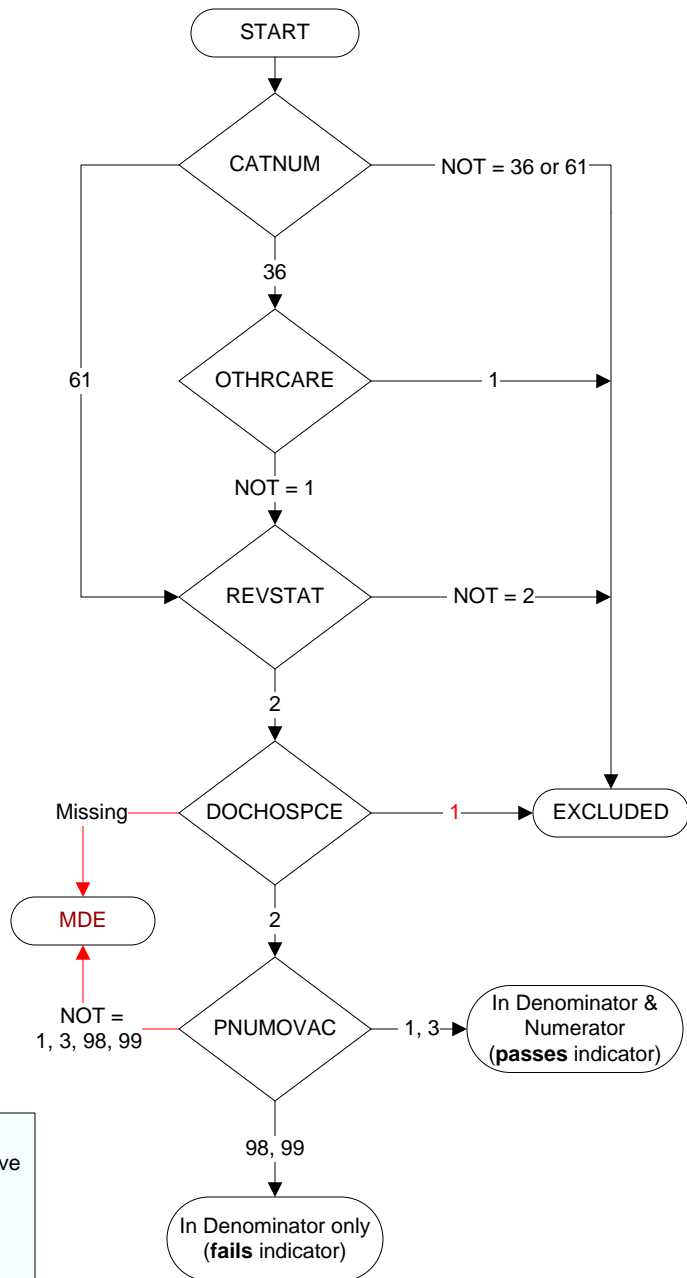 START
CATNUM
NOT = 36 or 61
36
61
OTHRCARE
1
NOT = 1
REVSTAT
NOT = 2
2
Missing
DOCHOSPCE
1
EXCLUDED
MDE
2
NOT =
1, 3, 98, 99
PNUMOVAC
1, 3
In Denominator &
Numerator
(passes indicator)
98, 99
ve
In Denominator only
(fails indicator)